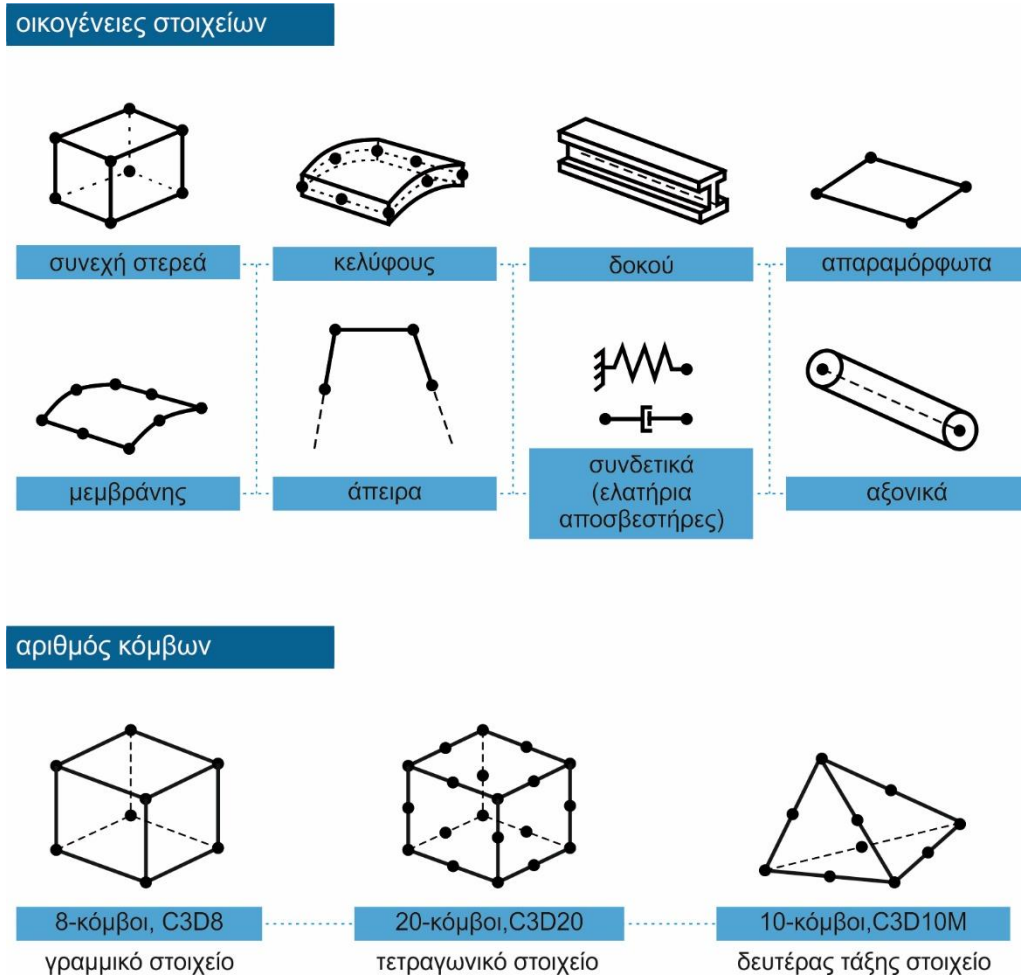 οικογένειες στοιχείων
συνεχή στερεά
κελύφους
δοκού
απαραμόρφωτα
μεμβράνης
άπειρα
συνδετικά
(ελατήρια
αποσβεστήρες)
αξονικά
αριθμός κόμβων
8-κόμβοι, C3D8
20-κόμβοι,C3D20
10-κόμβοι,C3D10M
γραμμικό στοιχείο
τετραγωνικό στοιχείο
δευτέρας τάξης στοιχείο